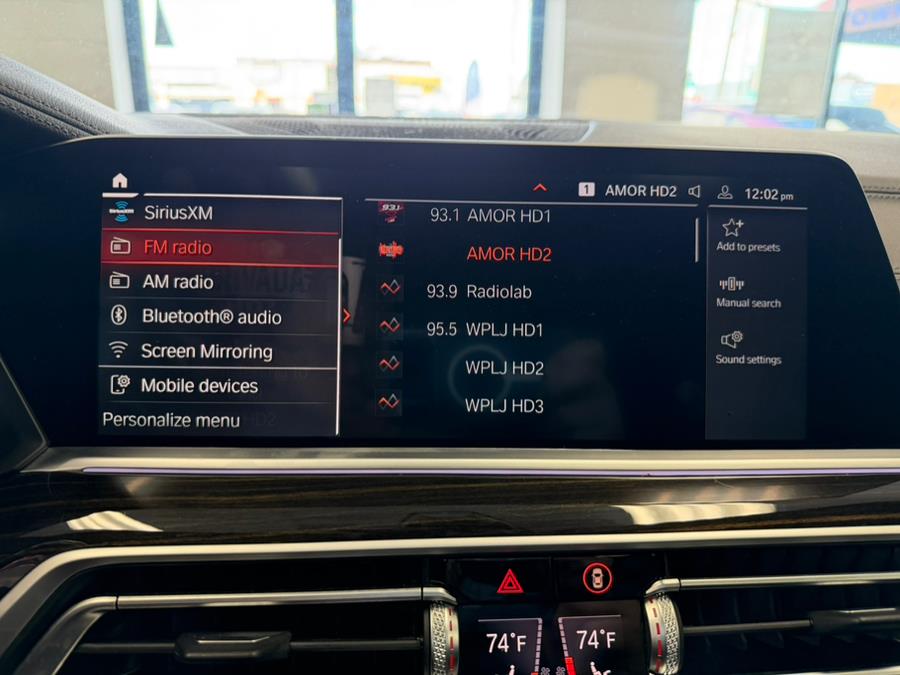 1 AMOR HD2 12:02 pm
SiriusXM
FM radio
AM radio
Bluetooth® audio
Screen Mirroring
Mobile devices
Personalize menu
93.1 AMOR HD1
AMOR HD2
93.9 Radiolab
95.5 WPLJ HD1
WPLJ HD2
WPLJ HD3
Add to presets
Manual search
Sound settings
74°F 74°F